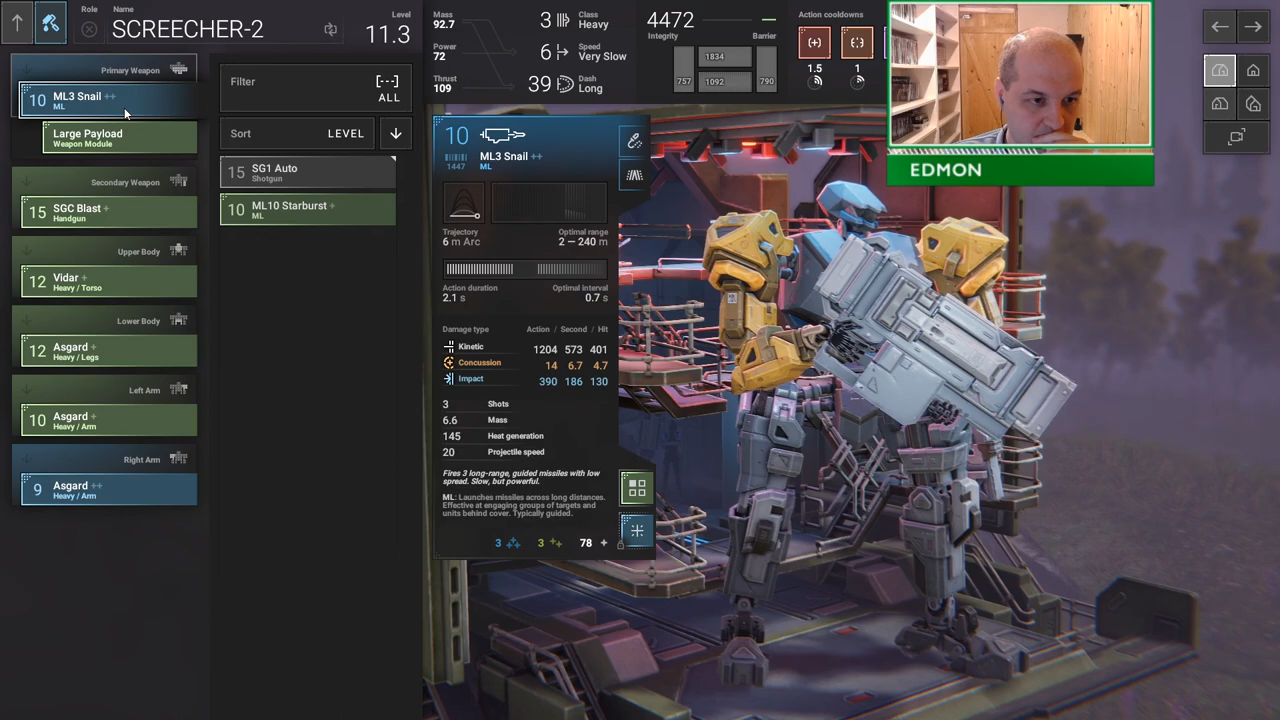 Role Name Level
SCREECHER-2 11.3
Primary Weapon
10 ML3 Snail ++
ML
Large Payload
Weapon Module
Secondary Weapon
15 SGC Blast +
Handgun
Upper Body
12 Vidar +
Heavy / Torso
Lower Body
12 Asgard +
Heavy / Legs
Left Arm
10 Asgard +
Heavy / Arm
Right Arm
9 Asgard ++
Heavy / Arm
Filter [--]
ALL
Sort LEVEL
15 SG1 Auto
Shotgun
10 ML10 Starburst +
ML
Mass
92.7
Power
72
Thrust
109
3 Class
Heavy
6 Speed
Very Slow
39 Dash
Long
4472
Integrity Barrier
757 1834 790
1092
Action cooldowns
1.5 1
EDMON
10
1447
ML3 Snail ++
ML
Trajectory Optimal range
6 m Arc 2 – 240 m
Action duration Optimal interval
2.1 s 0.7 s
Damage type Action / Second / Hit
Kinetic 1204 573 401
Concussion 14 6.7 4.7
Impact 390 186 130
3 Shots
6.6 Mass
145 Heat generation
20 Projectile speed
Fires 3 long-range, guided missiles with low
spread. Slow, but powerful.
ML: Launches missiles across long distances.
Effective at engaging groups of targets and
units behind cover. Typically guided.
3 3 78 +